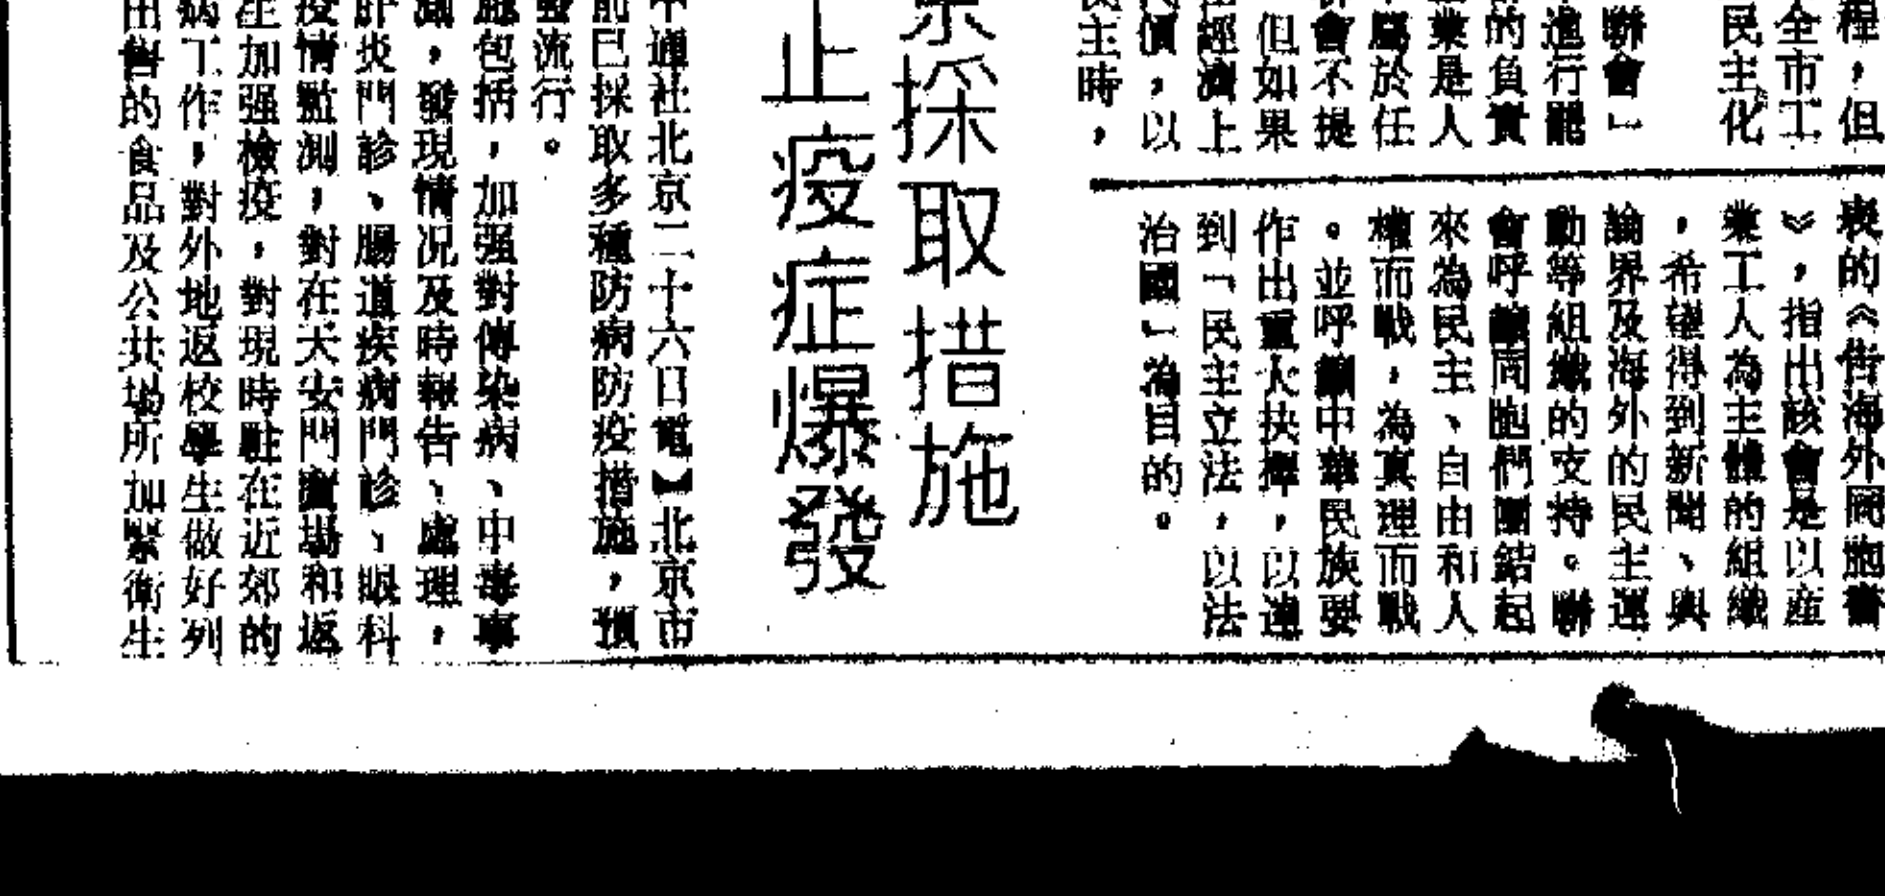 程，但
全市工
民主化
聯會」
進行罷
的負責
業是人
屬於任
會不提
但如果
經濟上
價，以
主時，
表的《告海外同胞書
》，指出該會是以産
業工人為主體的組織
，希望得到新聞、輿
論界及海外的民主運
動等組織的支持。聯
會呼籲同胞們團結起
來為民主、自由和人
權而戰，為真理而戰
。並呼籲中華民族要
作出重大抉擇，以達
到「民主立法，以法
治國」為目的。
採取措施
止疫症爆發
中通社北京二十六日電】北京市
前已採取多種防病防疫措施，預
流行。
施包括，加强對傳染病、中毒事
測，發現情况及時報告、處理，
肝炎門診、腸道疾病門診、眼科
疫情監測，對在天安門廣場和返
生加强檢疫，對現時駐在近郊的
病工作，對外地返校學生做好列
出售的食品及公共場所加緊衛生